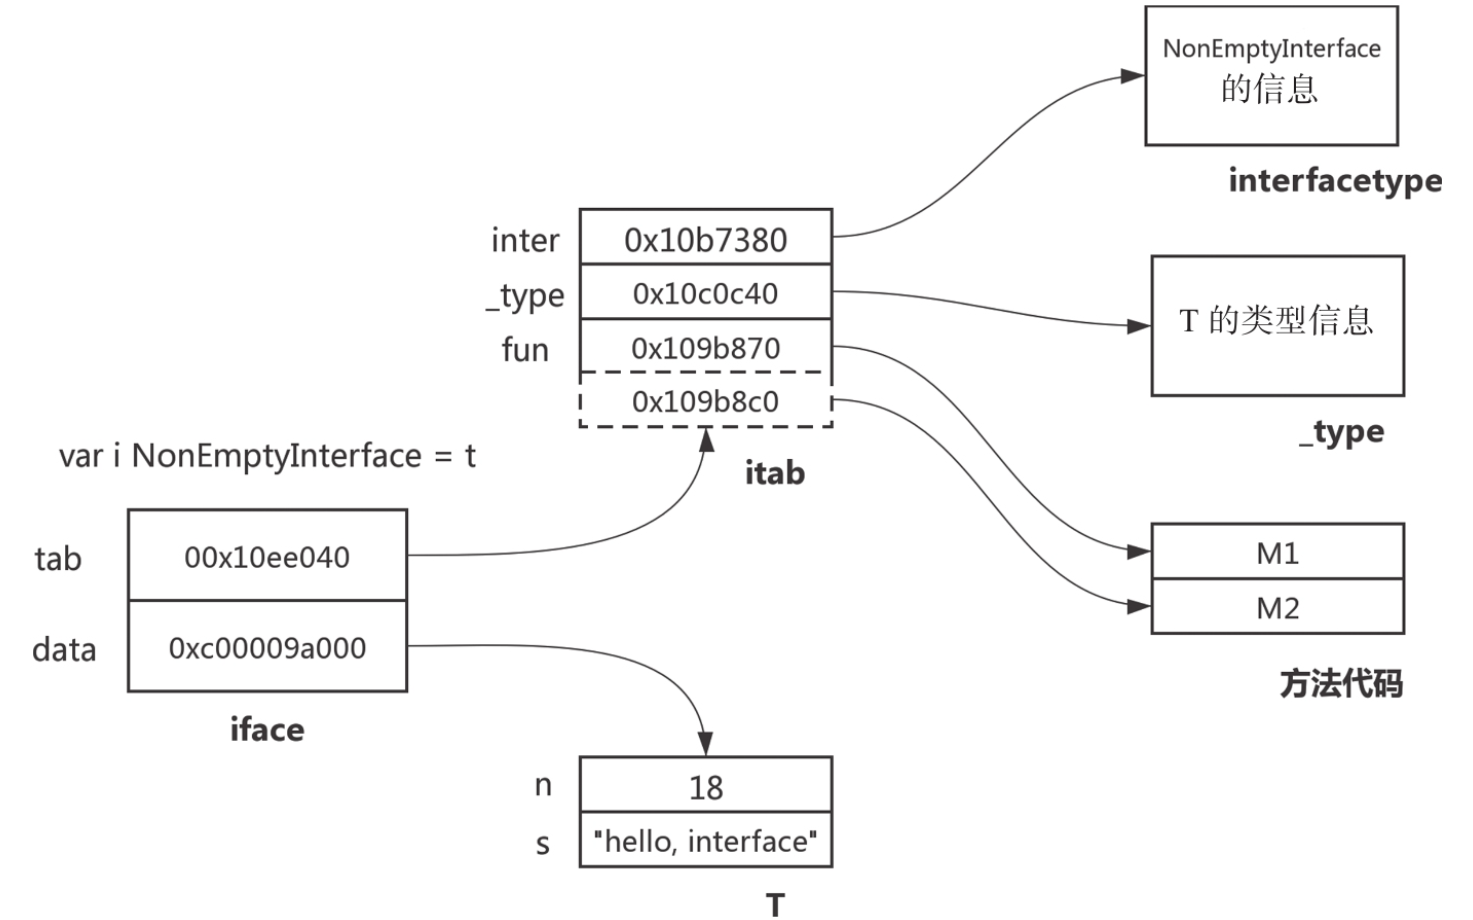 NonEmptyInterface
的信息
interfacetype
inter
0x10b7380
_type
0x10c0c40
T 的类型信息
fun
0x109b870
0x109b8c0
_type
var i NonEmptyInterface = t
itab
tab
00x10ee040
M1
M2
data
0xc00009a000
方法代码
iface
n
18
s
"hello, interface"
T